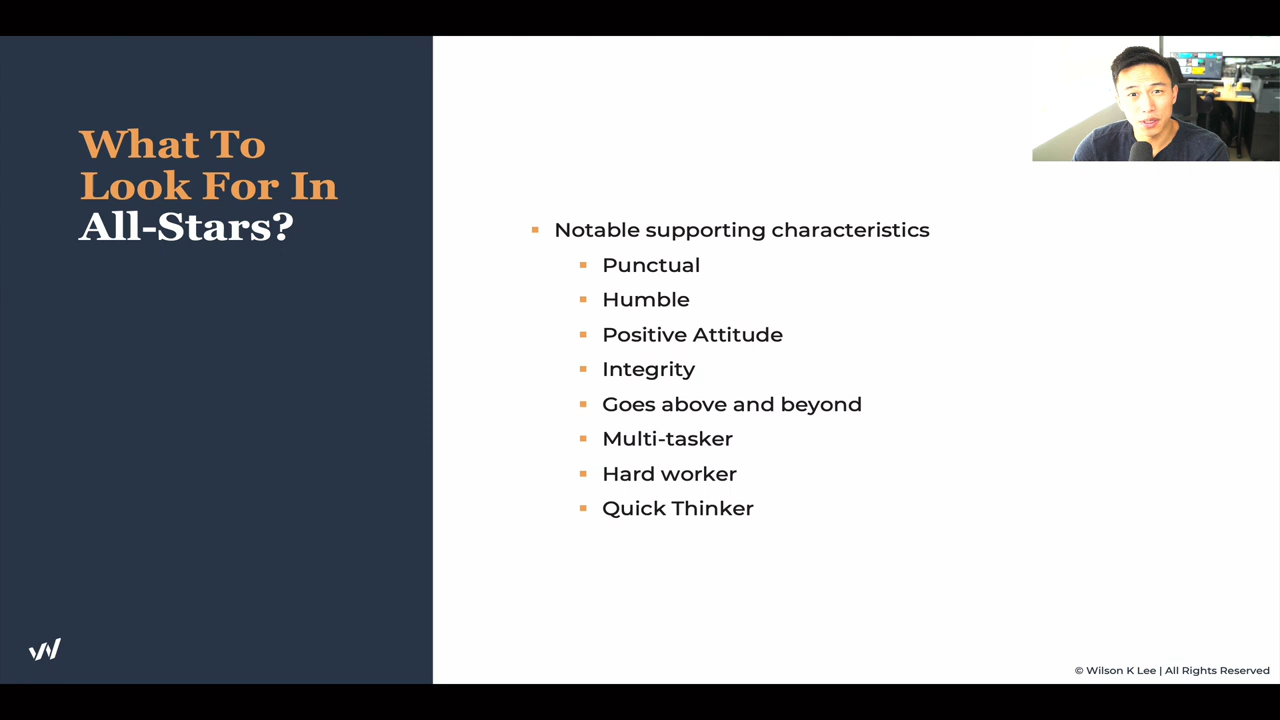 What To
Look For In
All-Stars?
Notable supporting characteristics
Punctual
Humble
Positive Attitude
Integrity
Goes above and beyond
Multi-tasker
Hard worker
Quick Thinker
© Wilson K Lee | All Rights Reserved